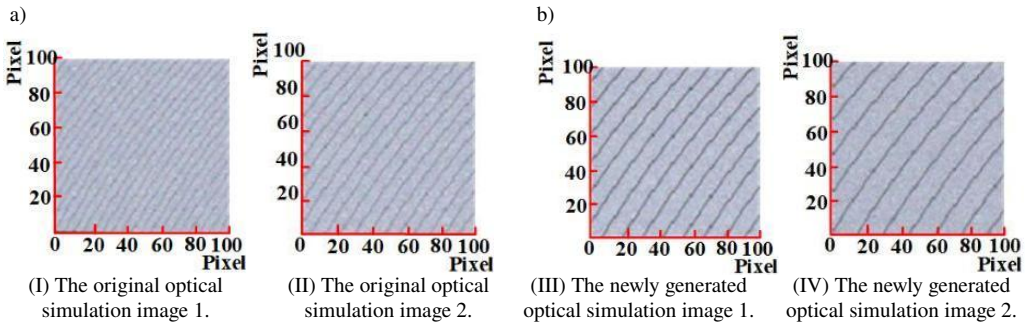 a)
b)
Pixel
100
80
60
40
20
0 20 40 60 80 100
Pixel
(I) The original optical
simulation image 1.
Pixel
100
80
60
40
20
0 20 40 60 80 100
Pixel
(II) The original optical
simulation image 2.
Pixel
100
80
60
40
20
0 20 40 60 80 100
Pixel
(III) The newly generated
optical simulation image 1.
Pixel
100
80
60
40
20
0 20 40 60 80 100
Pixel
(IV) The newly generated
optical simulation image 2.